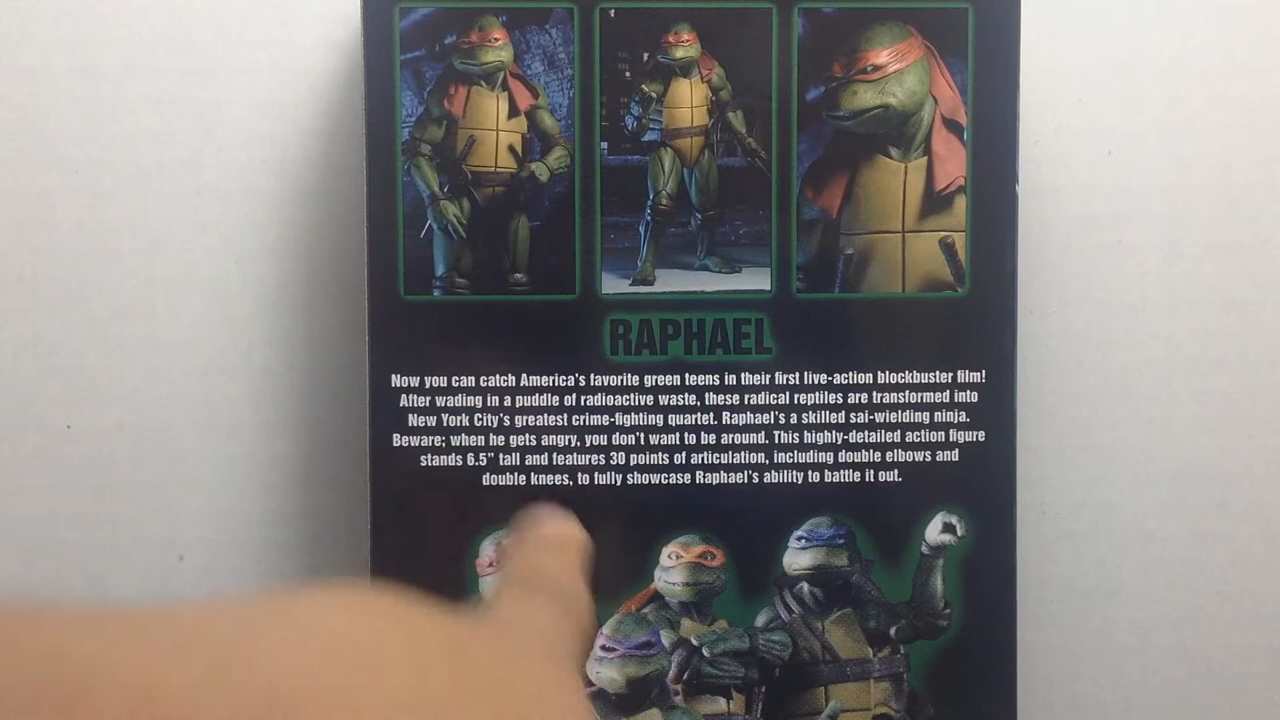 RAPHAEL
Now you can catch America's favorite green teens in their first live-action blockbuster film!
After wading in a puddle of radioactive waste, these radical reptiles are transformed into
New York City's greatest crime-fighting quartet. Raphael's a skilled sai-wielding ninja.
Beware; when he gets angry, you don't want to be around. This highly-detailed action figure
stands 6.5” tall and features 30 points of articulation, including double elbows and
double knees, to fully showcase Raphael's ability to battle it out.